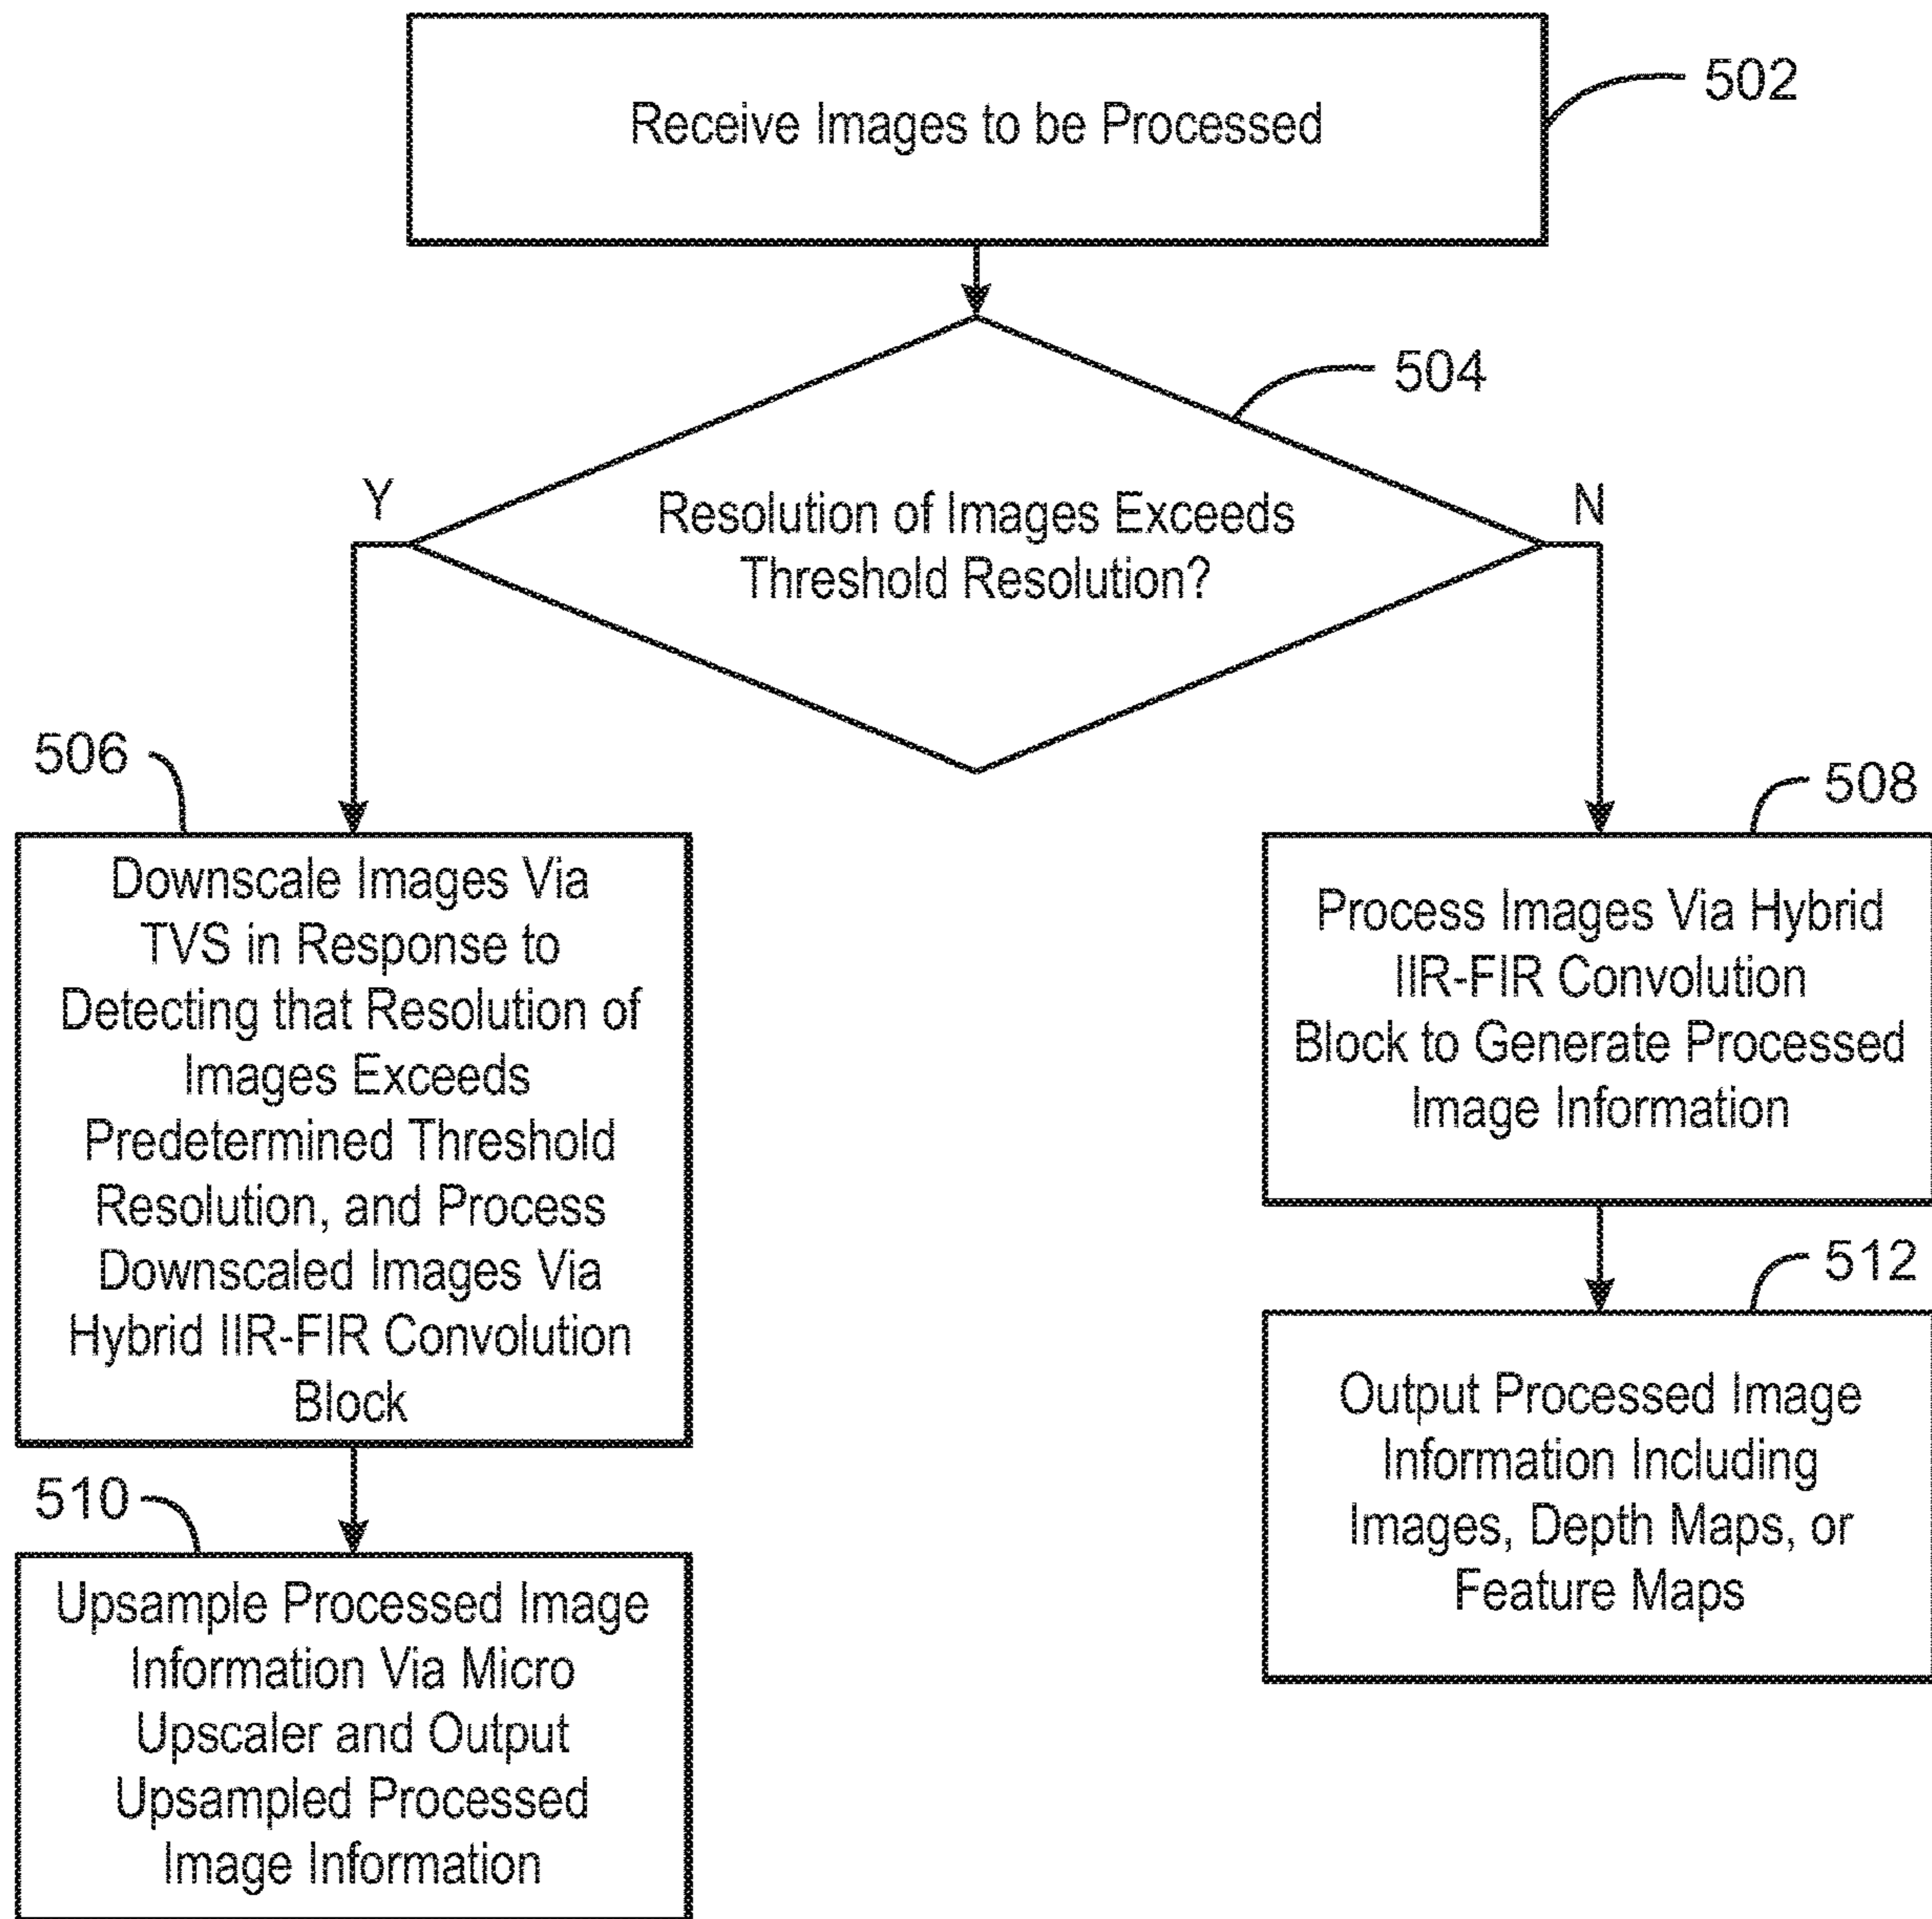 Receive Images to be Processed
502
504
Y
Resolution of Images Exceeds
Threshold Resolution?
N
506
Downscale Images Via
TVS in Response to
Detecting that Resolution of
Images Exceeds
Predetermined Threshold
Resolution, and Process
Downscaled Images Via
Hybrid IIR-FIR Convolution
Block
508
Process Images Via Hybrid
IIR-FIR Convolution
Block to Generate Processed
Image Information
510
Upsample Processed Image
Information Via Micro
Upscaler and Output
Upsampled Processed
Image Information
512
Output Processed Image
Information Including
Images, Depth Maps, or
Feature Maps